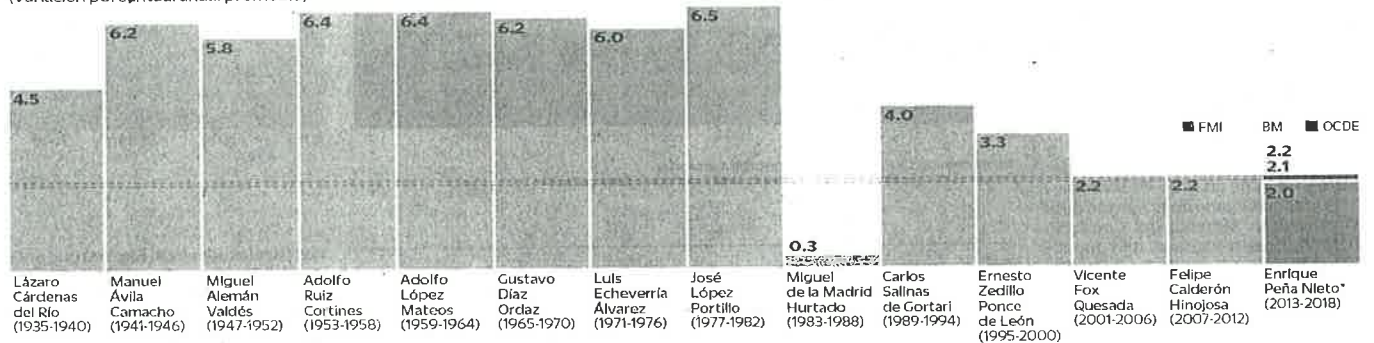 4.5
6.2
5.8
6.4
6.4
6.2
6.0
6.5
0.3
4.0
3.3
2.2
2.2
FMI BM OCDE
2.2
2.1
2.0
Lázaro
Cárdenas
del Río
(1935-1940)
Manuel
Ávila
Camacho
(1941-1946)
Miguel
Alemán
Valdés
(1947-1952)
Adolfo
Ruiz
Cortines
(1953-1958)
Adolfo
López
Mateos
(1959-1964)
Gustavo
Díaz
Ordaz
(1965-1970)
Luis
Echeverría
Álvarez
(1971-1976)
José
López
Portillo
(1977-1982)
Miguel
de la Madrid
Hurtado
(1983-1988)
Carlos
Salinas
de Gortari
(1989-1994)
Ernesto
Zedillo
Ponce
de León
(1995-2000)
Vicente
Fox
Quesada
(2001-2006)
Felipe
Calderón
Hinojosa
(2007-2012)
Enrique
Peña Nieto*
(2013-2018)